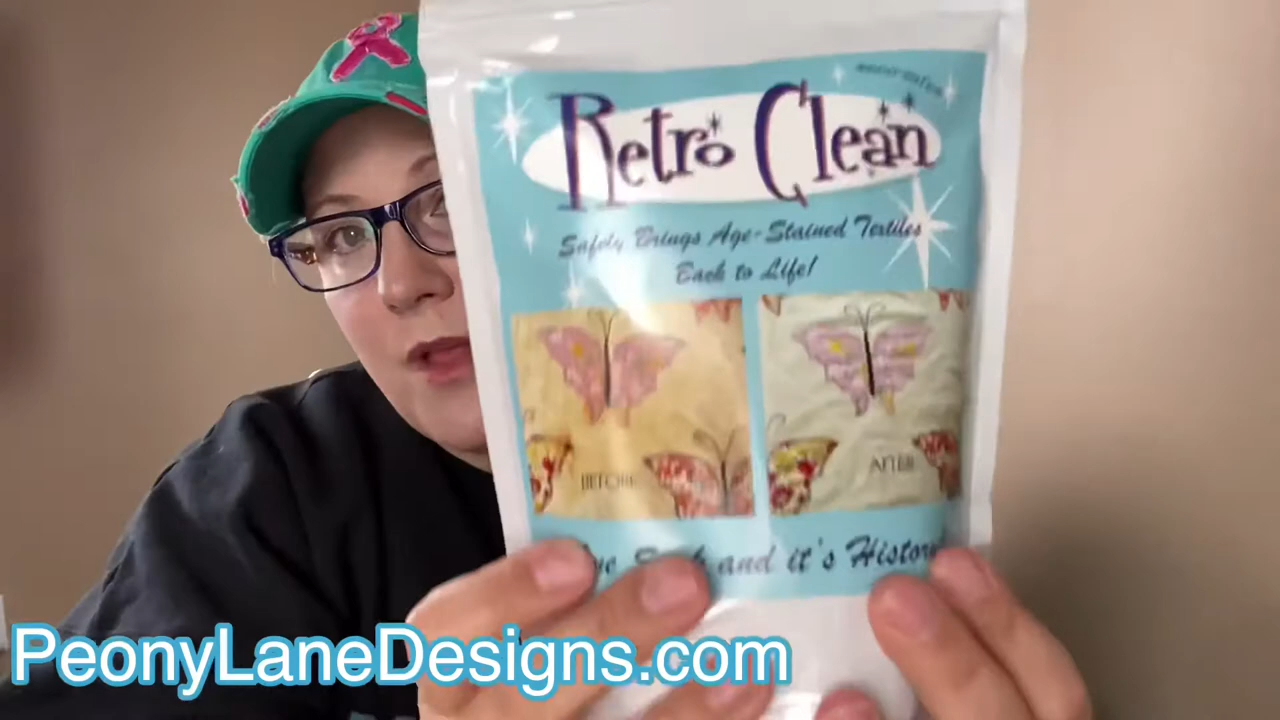 Retro Clean
Safely Brings Age-Stained Textiles
Back to Life!
BEFORE
AFTER
and it's History
PeonyLaneDesigns.com